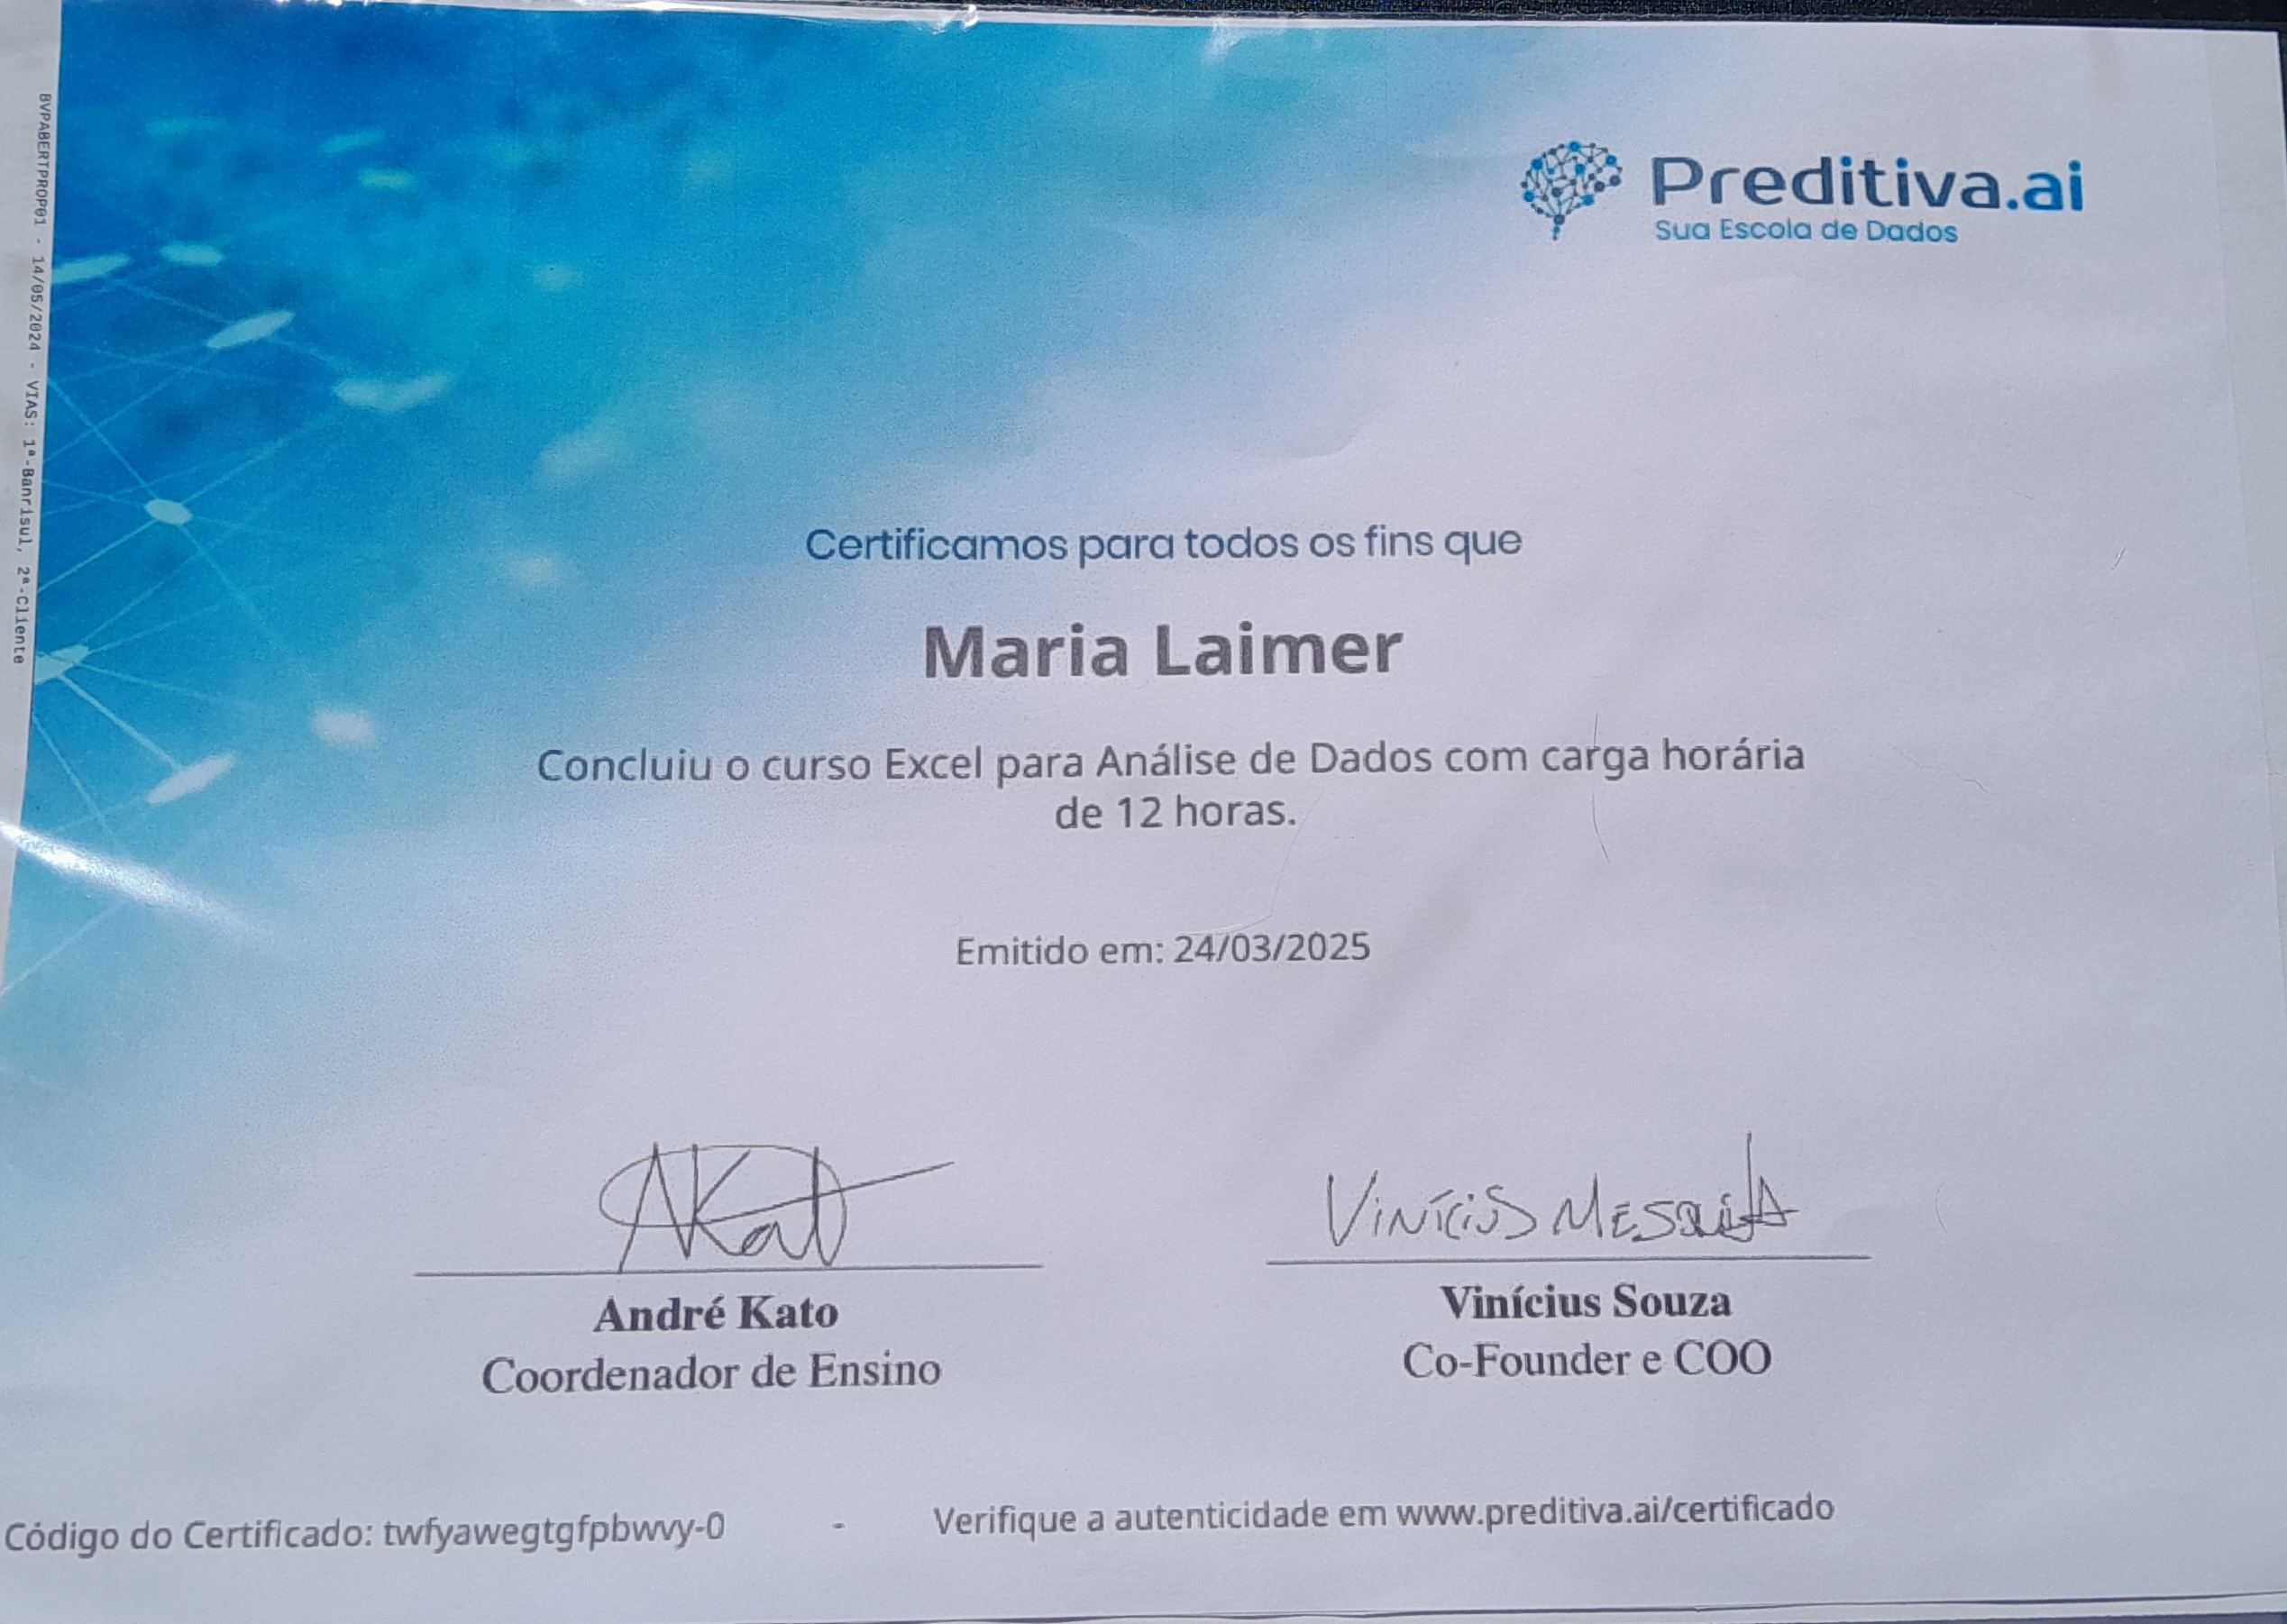 BVPABERTPROP01 - 14/05/2024 - VIAS: 1ª-Banrisul, 2ª-Cliente
Preditiva.ai
Sua Escola de Dados
Certificamos para todos os fins que
Maria Laimer
Concluiu o curso Excel para Análise de Dados com carga horária
de 12 horas.
Emitido em: 24/03/2025
AKato
Vinícius Mesquita
André Kato
Vinícius Souza
Coordenador de Ensino
Co-Founder e COO
Código do Certificado: twfyawegtgfpbwvy-0 - Verifique a autenticidade em www.preditiva.ai/certificado